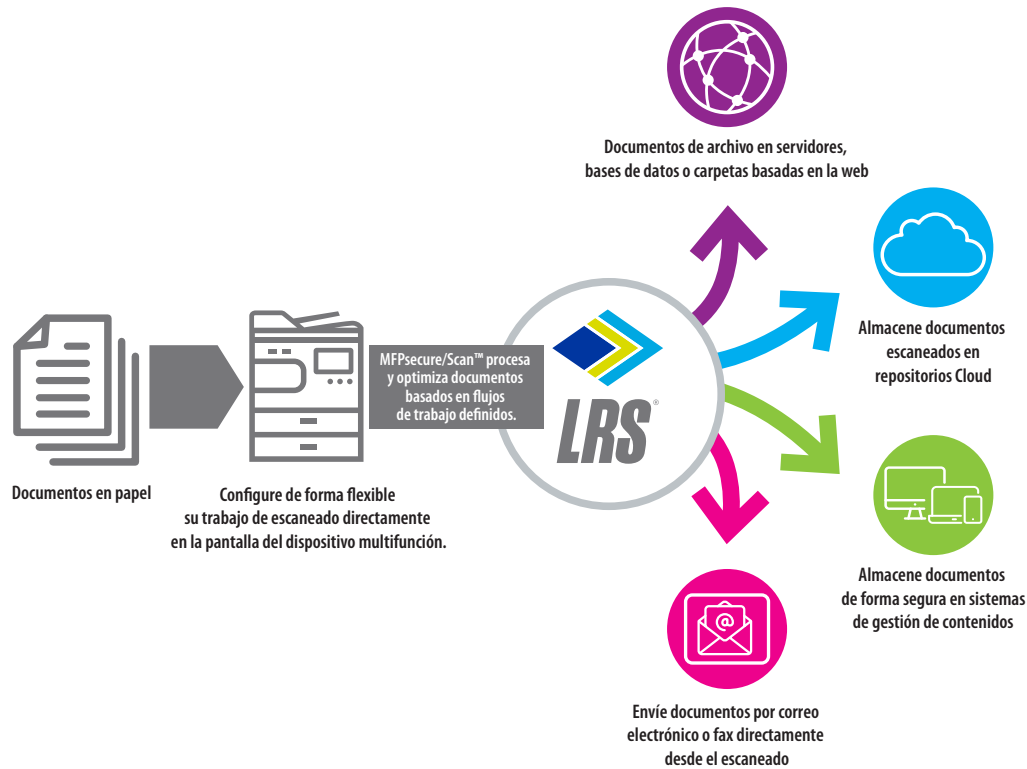 Documentos de archivo en servidores,
bases de datos o carpetas basadas en la web
Almacene documentos
escaneados en
repositorios Cloud
MFPsecure/Scan™ procesa
y optimiza documentos
basados en flujos
de trabajo definidos.
LRS®
Documentos en papel
Configure de forma flexible
su trabajo de escaneado directamente
en la pantalla del dispositivo multifunción.
Almacene documentos
de forma segura en sistemas
de gestión de contenidos
@
Envíe documentos por correo
electrónico o fax directamente
desde el escaneado